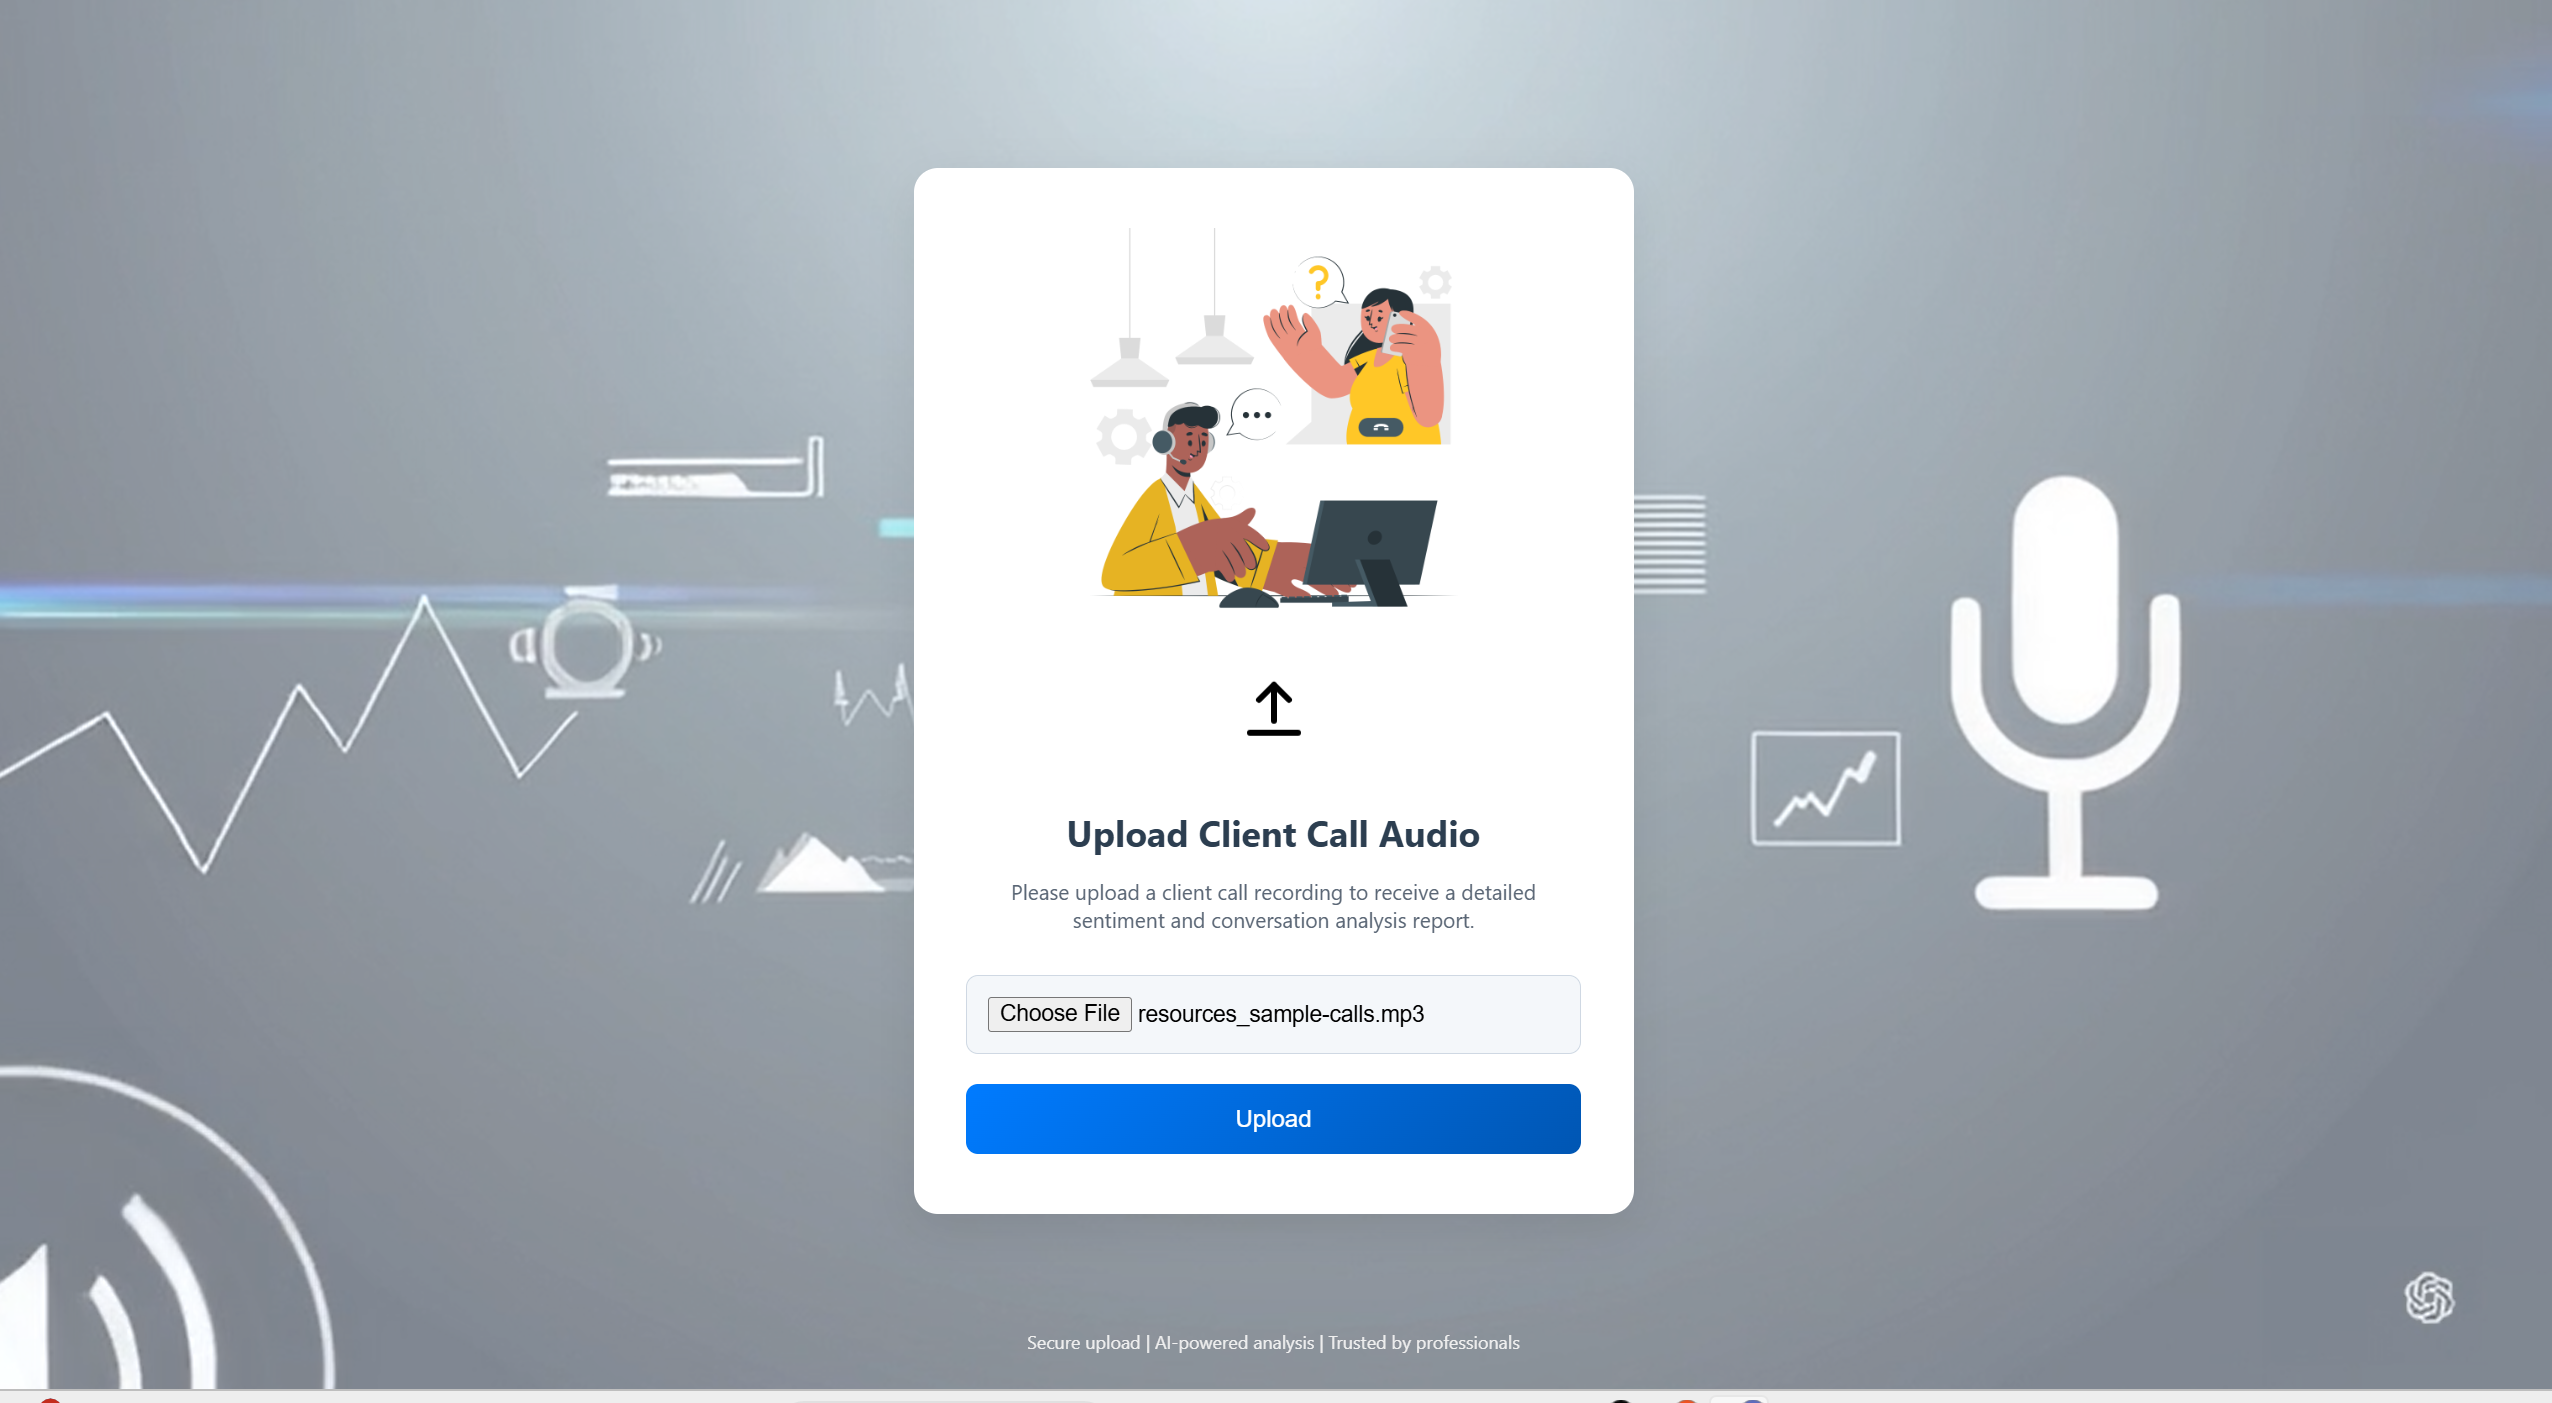 ?
Upload Client Call Audio
Please upload a client call recording to receive a detailed
sentiment and conversation analysis report.
Choose File resources_sample-calls.mp3
Upload
Secure upload | AI-powered analysis | Trusted by professionals